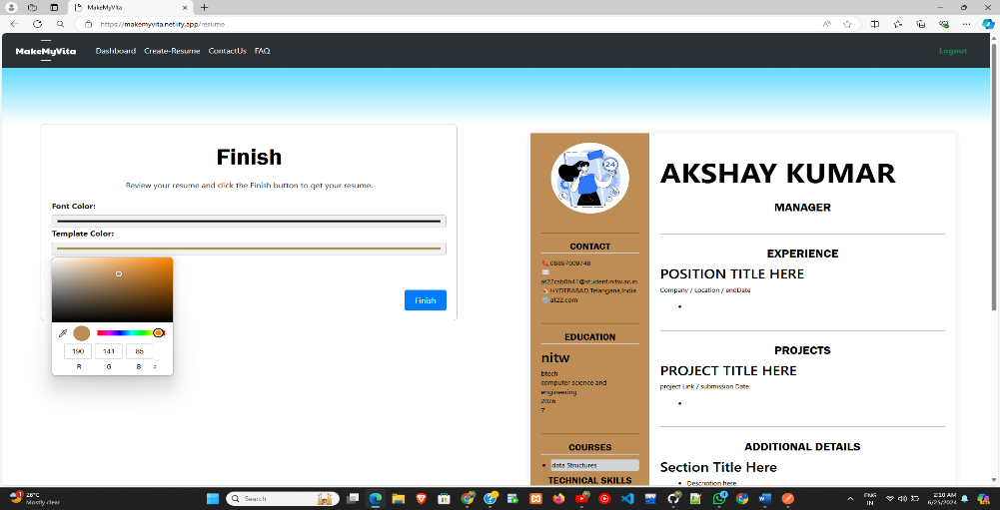 MakeMyVita
https://makemyvita.netlify.app/resume
MakeMyVita
Dashboard Create-Resume ContactUs FAQ
Logout
Finish
Review your resume and click the Finish button to get your resume.
Font Color:
Template Color:
Finish
190 141 85
R G B
24
CONTACT
08897009748
at22csb0b41@student.nitw.ac.in
HYDERABAD,Telangana,India
at22.com
EDUCATION
nitw
btech
computer science and
engineering
2026
7
COURSES
data Structures
TECHNICAL SKILLS
AKSHAY KUMAR
MANAGER
EXPERIENCE
POSITION TITLE HERE
Company / Location / endDate
PROJECTS
PROJECT TITLE HERE
project Link / submission Date
ADDITIONAL DETAILS
Section Title Here
Description here
26°C
Mostly clear
Search
ENG
IN
2:10 AM
6/25/2024